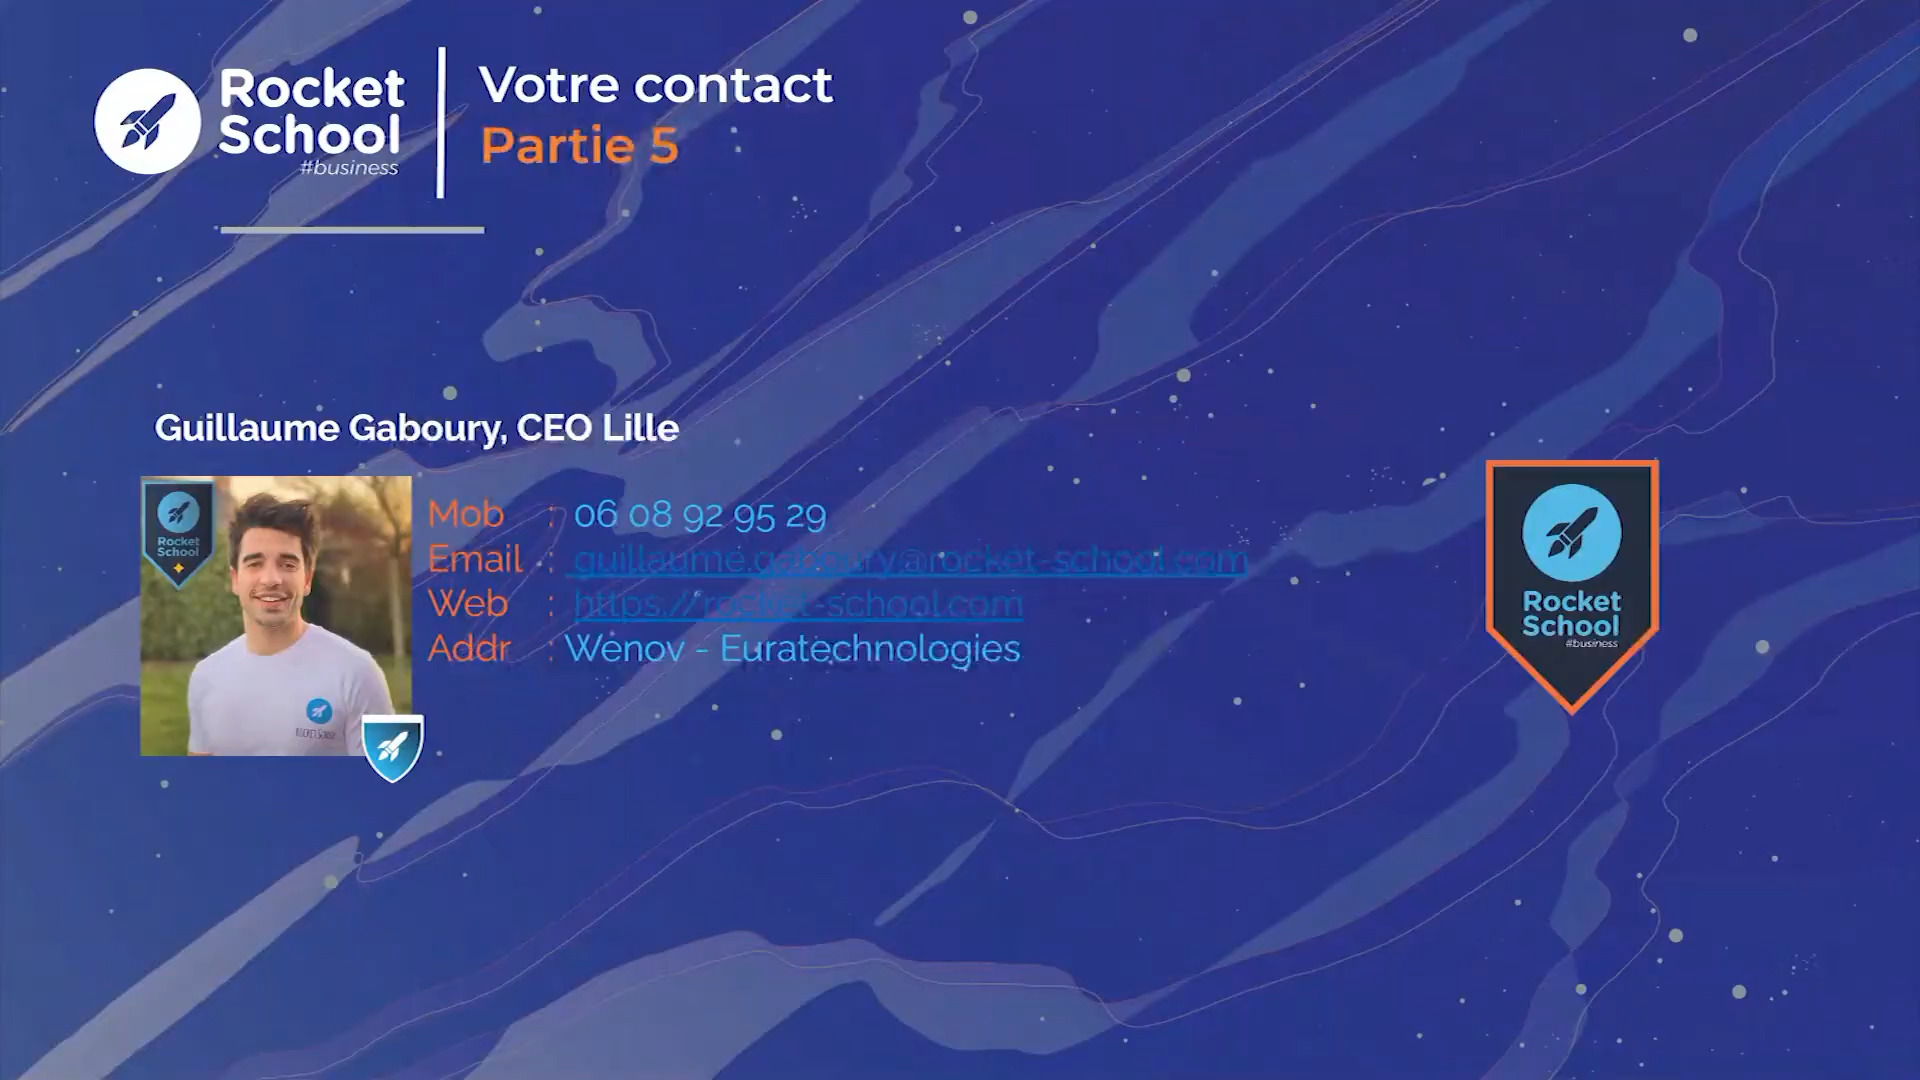 Rocket
School
#business
Votre contact
Partie 5
Guillaume Gaboury, CEO Lille
Rocket
School
Mob : 06 08 92 95 29
Email : guillaume.gaboury@rocket-school.com
Web : https://rocket-school.com
Addr : Wenov - Euratechnologies
Rocket
School
#business